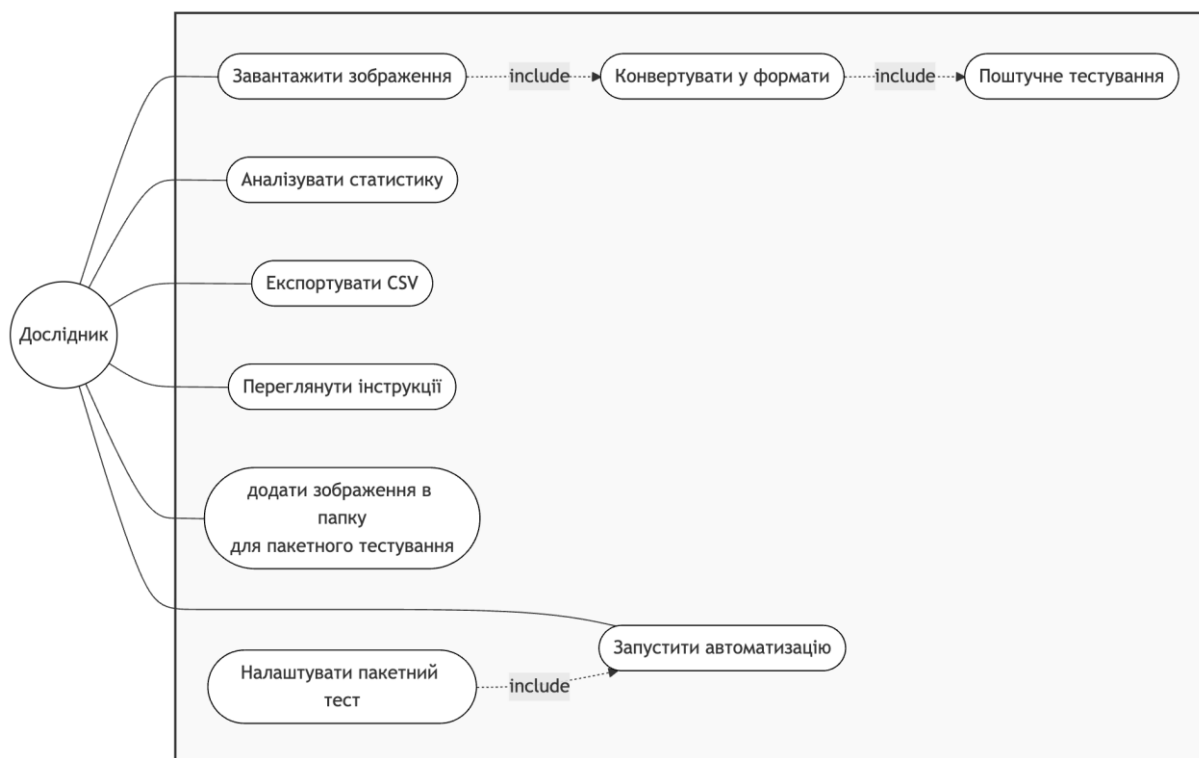 Завантажити зображення
include
Конвертувати у формати
include
Поштучне тестування
Аналізувати статистику
Експортувати CSV
Дослідник
Переглянути інструкції
додати зображення в
папку
для пакетного тестування
Запустити автоматизацію
Налаштувати пакетний
тест
include